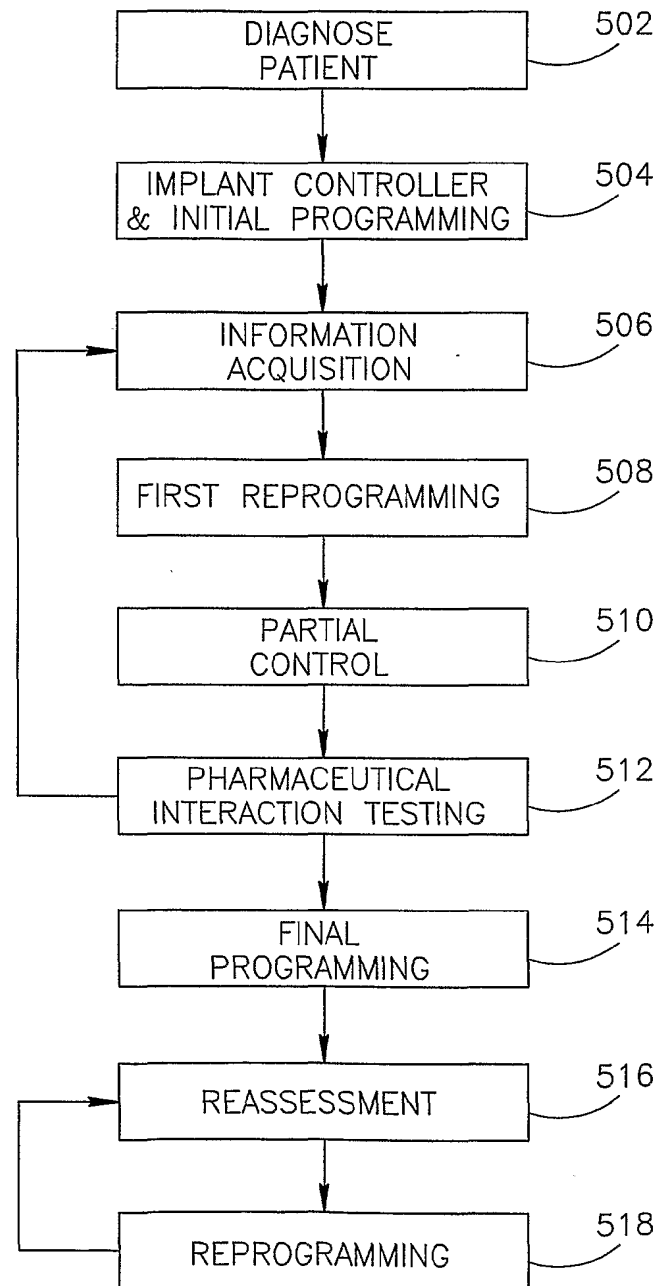 DIAGNOSE
PATIENT
502
IMPLANT CONTROLLER
& INITIAL PROGRAMMING
504
INFORMATION
ACQUISITION
506
FIRST REPROGRAMMING
508
PARTIAL
CONTROL
510
PHARMACEUTICAL
INTERACTION TESTING
512
FINAL
PROGRAMMING
514
REASSESSMENT
516
REPROGRAMMING
518